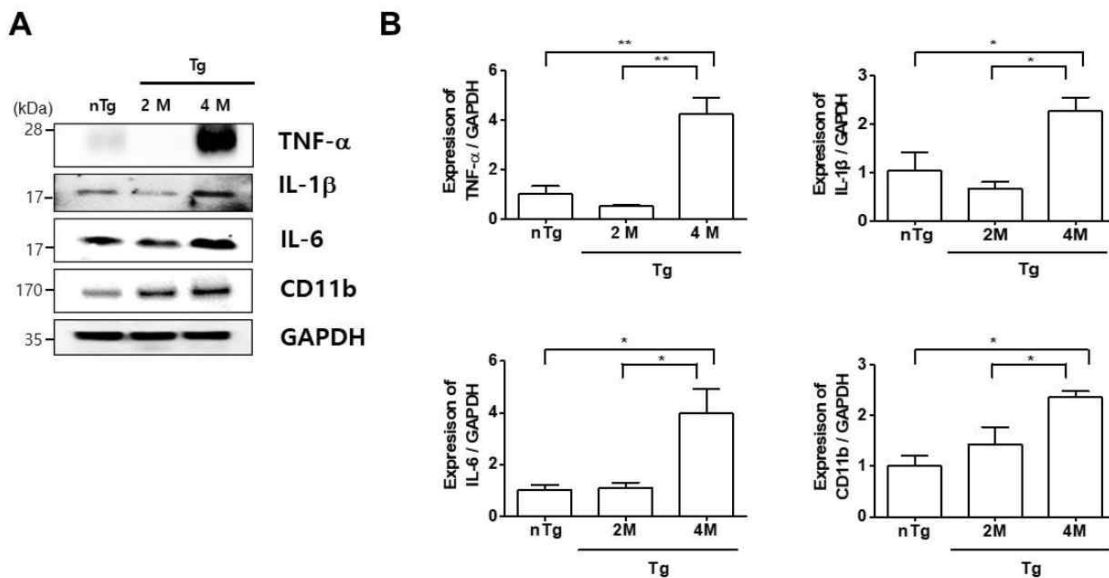 A
Tg
(kDa) nTg 2 M 4 M
28 TNF-α
17 IL-1β
17 IL-6
170 CD11b
35 GAPDH
B
** 
**
Expresison of
TNF-α / GAPDH
6
4
2
0
nTg 2 M 4 M
Tg
*
*
Expresison of
IL-1β / GAPDH
3
2
1
0
nTg 2M 4M
Tg
*
*
Expresison of
IL-6 / GAPDH
6
4
2
0
nTg 2M 4M
Tg
*
*
Expresison of
CD11b / GAPDH
3
2
1
0
nTg 2M 4M
Tg